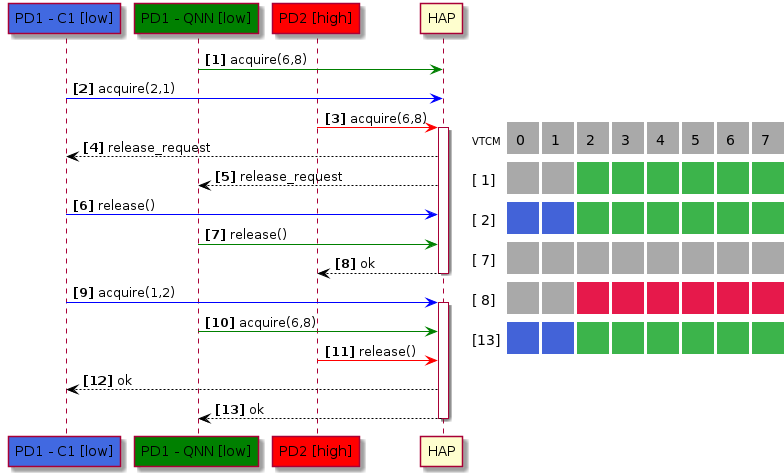 PD1 - C1 [low] PD1 - QNN [low] PD2 [high] HAP
[1] acquire(6,8)
[2] acquire(2,1)
[3] acquire(6,8)
[4] release_request
[5] release_request
[6] release()
[7] release()
[8] ok
[9] acquire(1,2)
[10] acquire(6,8)
[11] release()
[12] ok
[13] ok
PD1 - C1 [low] PD1 - QNN [low] PD2 [high] HAP
VTCM 0 1 2 3 4 5 6 7
[ 1]
[ 2]
[ 7]
[ 8]
[13]